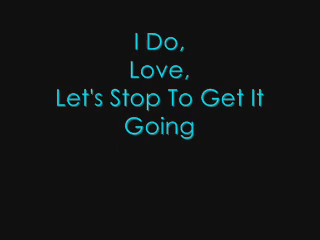 I Do,
Love,
Let's Stop To Get It
Going